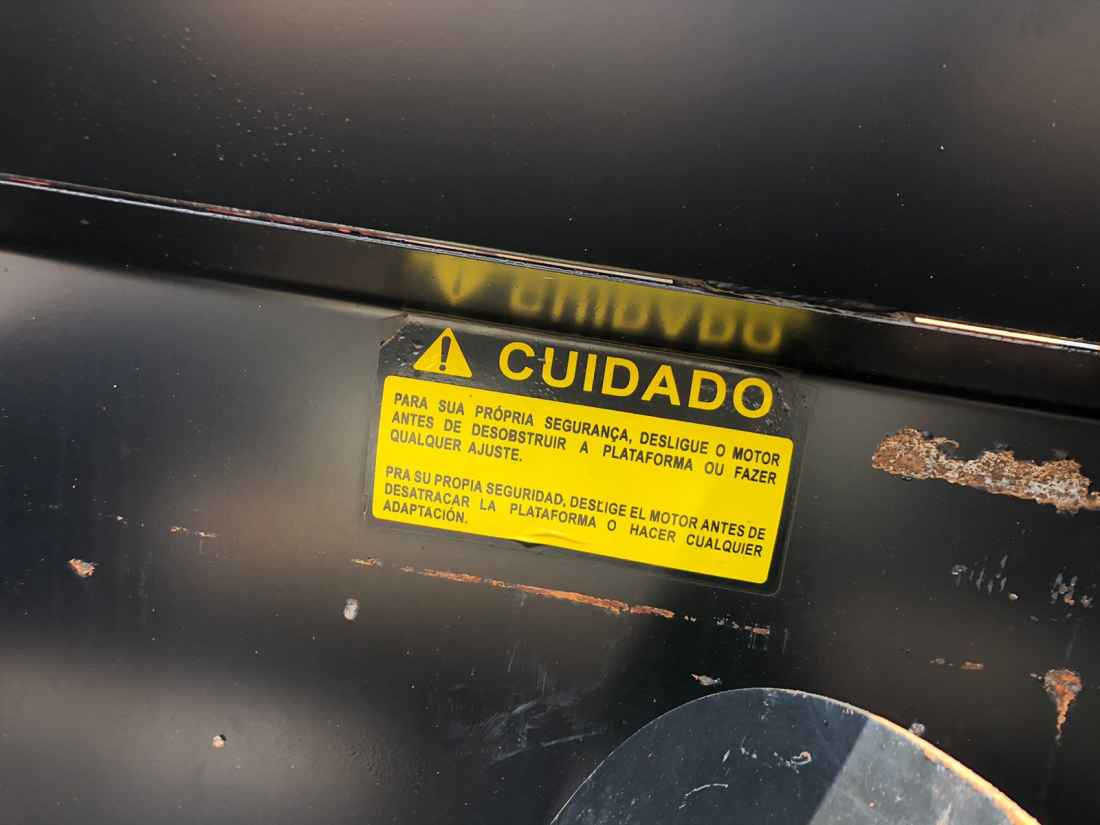 CUIDADO
PARA SUA PRÓPRIA SEGURANÇA, DESLIGUE O MOTOR
ANTES DE DESOBSTRUIR A PLATAFORMA OU FAZER
QUALQUER AJUSTE.
PRA SU PROPIA SEGURIDAD, DESLIGE EL MOTOR ANTES DE
DESATRACAR LA PLATAFORMA O HACER CUALQUIER
ADAPTACIÓN.